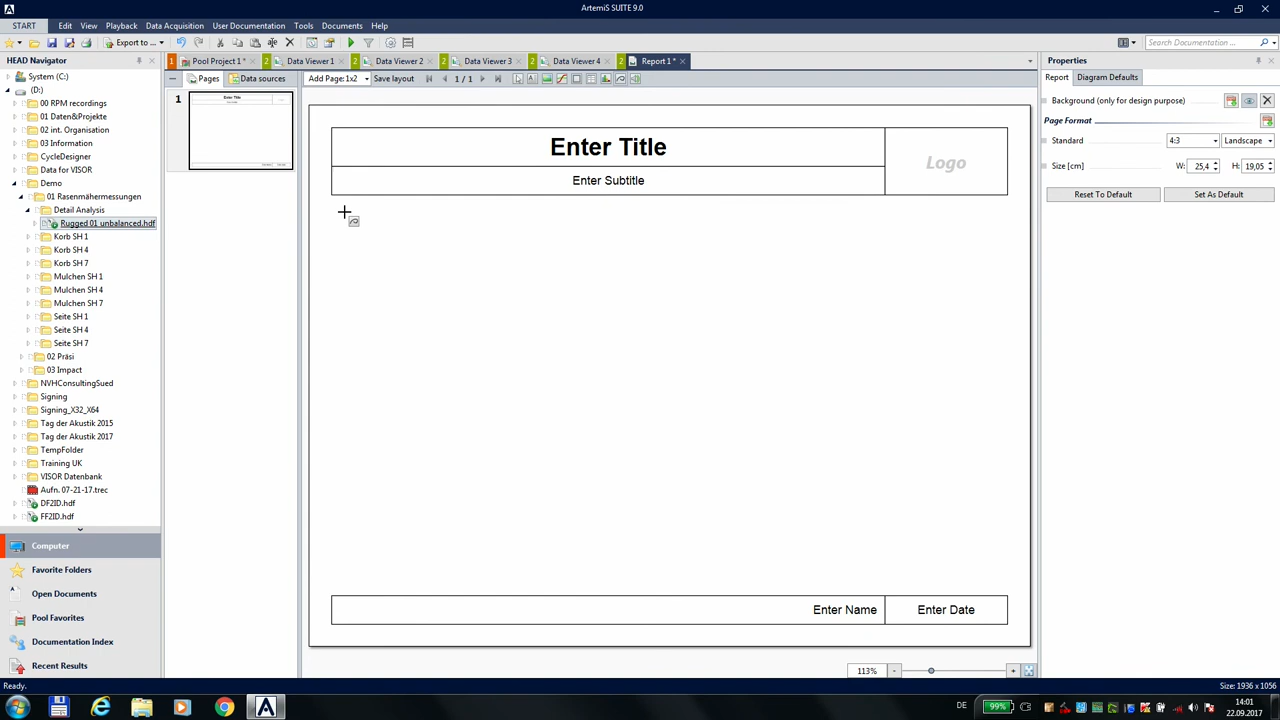 ArtemiS SUITE 9.0
START Edit View Playback Data Acquisition User Documentation Tools Documents Help
Export to ...
Search Documentation
HEAD Navigator
1 Pool Project 1 * 2 Data Viewer 1 2 Data Viewer 2 2 Data Viewer 3 2 Data Viewer 4 2 Report 1 *
Properties
Pages Data sources Add Page: 1x2 Save layout 1 / 1
Report Diagram Defaults
System (C:)
(D:)
00 RPM recordings
01 Daten&Projekte
02 int. Organisation
03 Information
CycleDesigner
Data for VISOR
Demo
01 Rasenmähermessungen
Detail Analysis
Rugged 01 unbalanced.hdf
Korb SH 1
Korb SH 4
Korb SH 7
Mulchen SH 1
Mulchen SH 4
Mulchen SH 7
Seite SH 1
Seite SH 4
Seite SH 7
02 Präsi
03 Impact
NVHConsultingSued
Signing
Signing_X32_X64
Tag der Akustik 2015
Tag der Akustik 2017
TempFolder
Training UK
VISOR Datenbank
Aufn. 07-21-17.trec
DF2ID.hdf
FF2ID.hdf
Computer
Favorite Folders
Open Documents
Pool Favorites
Documentation Index
Recent Results
1
Enter Title
Enter Subtitle
Logo
Enter Name
Enter Date
Background (only for design purpose)
Page Format
Standard 4:3 Landscape
Size [cm] W: 25,4 H: 19,05
Reset To Default Set As Default
113%
Ready.
Size: 1936 x 1056
DE 99% 14:01
22.09.2017